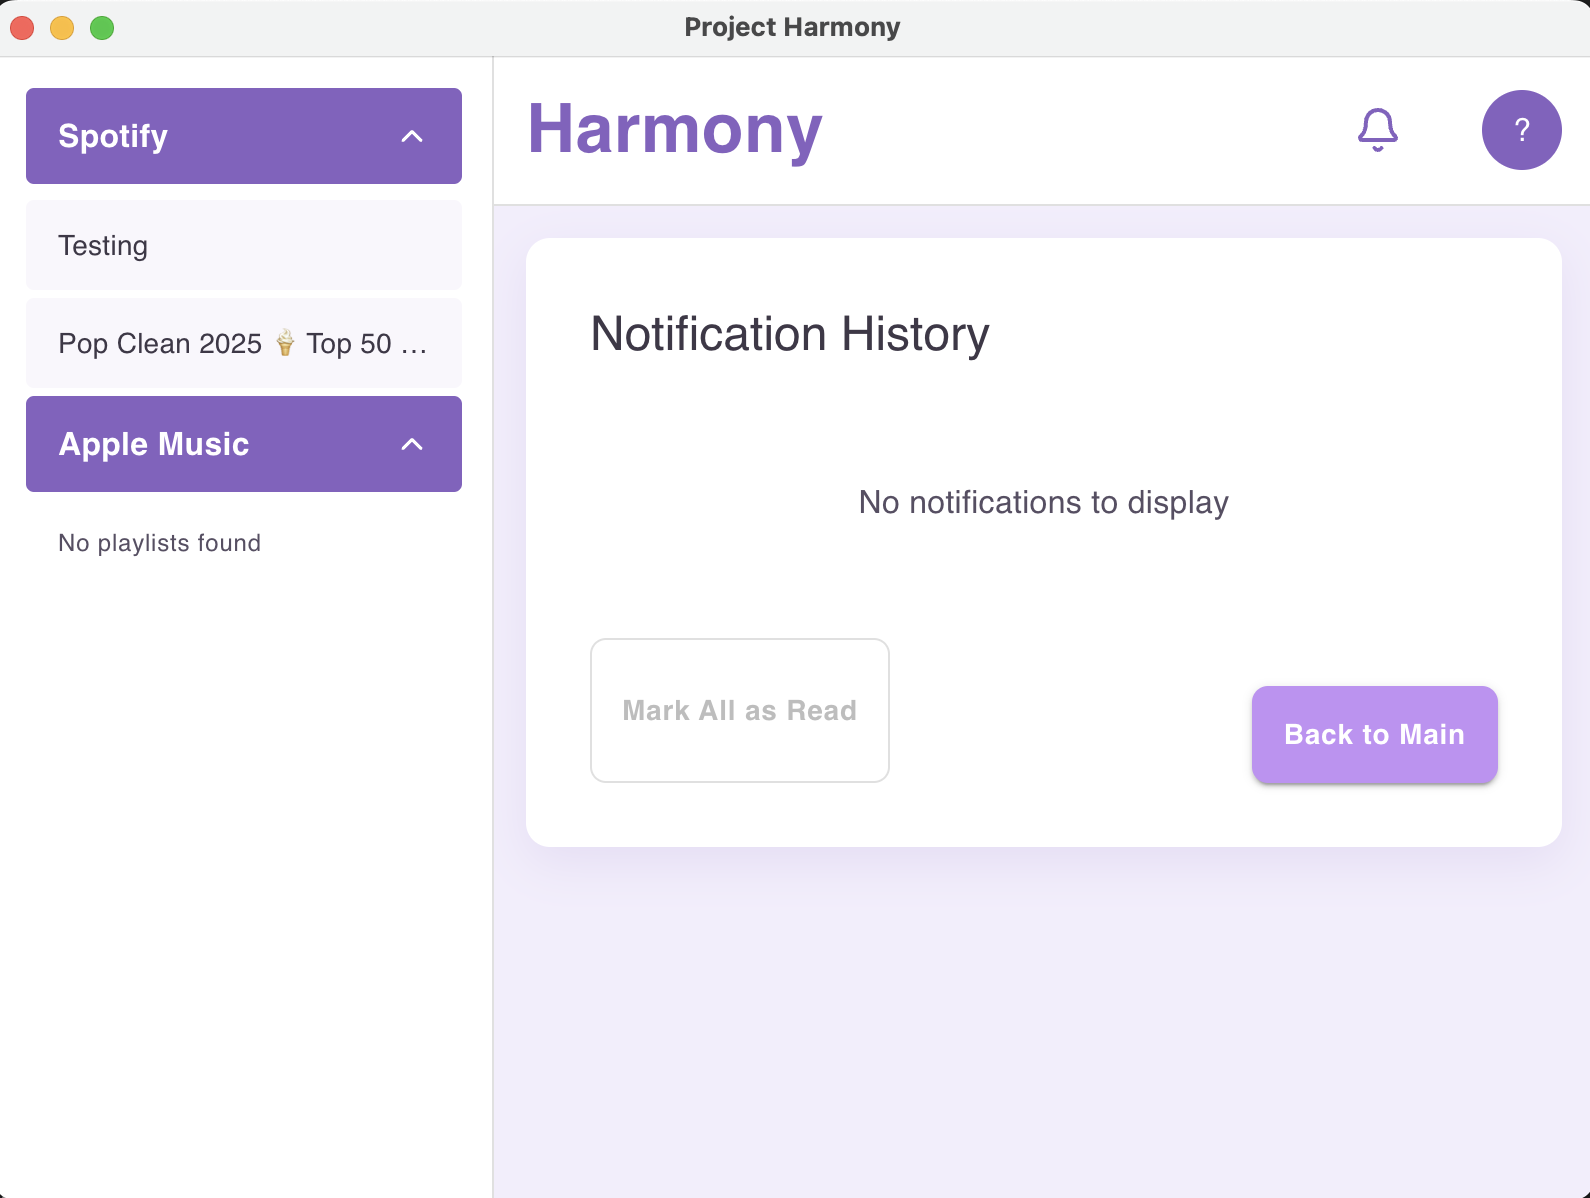 Project Harmony
Spotify
Testing
Pop Clean 2025 🍦 Top 50 ...
Apple Music
No playlists found
Harmony
?
Notification History
No notifications to display
Mark All as Read
Back to Main